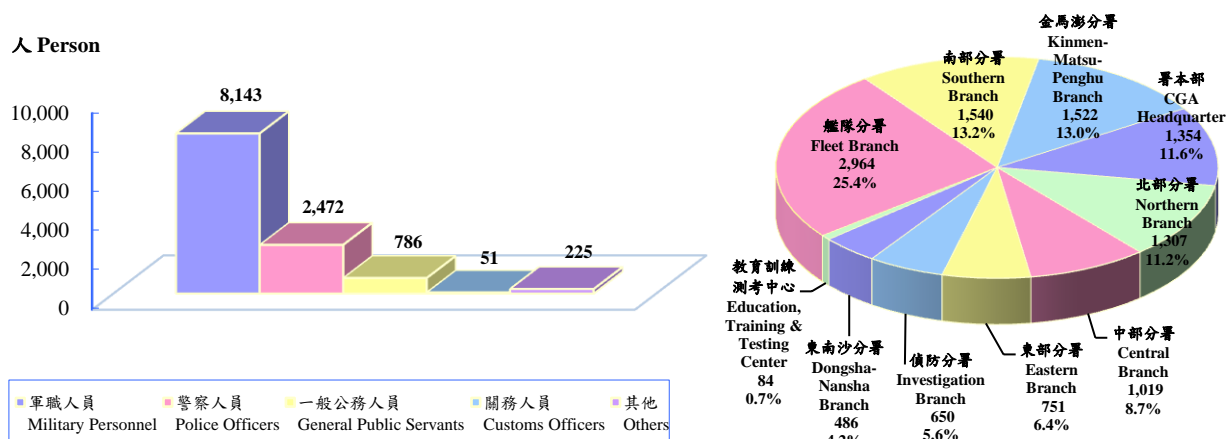 人 Person
10,000
8,000
6,000
4,000
2,000
0
8,143
2,472
786
51
225
軍職人員
Military Personnel
警察人員
Police Officers
一般公務人員
General Public Servants
關務人員
Customs Officers
其他
Others
金馬澎分署
Kinmen-
Matsu-
Penghu
Branch
1,522
13.0%
署本部
CGA
Headquarter
1,354
11.6%
北部分署
Northern
Branch
1,307
11.2%
中部分署
Central
Branch
1,019
8.7%
東部分署
Eastern
Branch
751
6.4%
偵防分署
Investigation
Branch
650
5.6%
東南沙分署
Dongsha-
Nansha
Branch
486
4.2%
教育訓練
測考中心
Education,
Training &
Testing
Center
84
0.7%
艦隊分署
Fleet Branch
2,964
25.4%
南部分署
Southern
Branch
1,540
13.2%